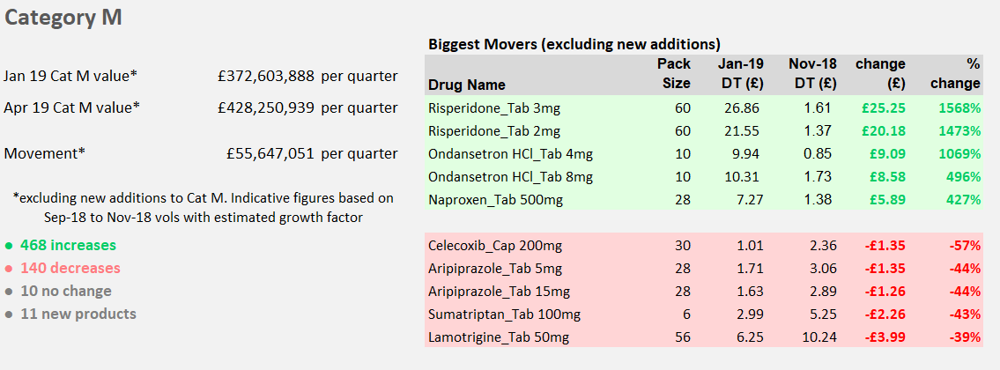 Category M
Jan 19 Cat M value* £372,603,888 per quarter
Apr 19 Cat M value* £428,250,939 per quarter
Movement* £55,647,051 per quarter
*excluding new additions to Cat M. Indicative figures based on
Sep-18 to Nov-18 vols with estimated growth factor
● 468 increases
● 140 decreases
● 10 no change
● 11 new products
Biggest Movers (excluding new additions)
Pack Jan-19 Nov-18 change %
Drug Name Size DT (£) DT (£) (£) change
Risperidone_Tab 3mg 60 26.86 1.61 £25.25 1568%
Risperidone_Tab 2mg 60 21.55 1.37 £20.18 1473%
Ondansetron HCl_Tab 4mg 10 9.94 0.85 £9.09 1069%
Ondansetron HCl_Tab 8mg 10 10.31 1.73 £8.58 496%
Naproxen_Tab 500mg 28 7.27 1.38 £5.89 427%
Celecoxib_Cap 200mg 30 1.01 2.36 -£1.35 -57%
Aripiprazole_Tab 5mg 28 1.71 3.06 -£1.35 -44%
Aripiprazole_Tab 15mg 28 1.63 2.89 -£1.26 -44%
Sumatriptan_Tab 100mg 6 2.99 5.25 -£2.26 -43%
Lamotrigine_Tab 50mg 56 6.25 10.24 -£3.99 -39%